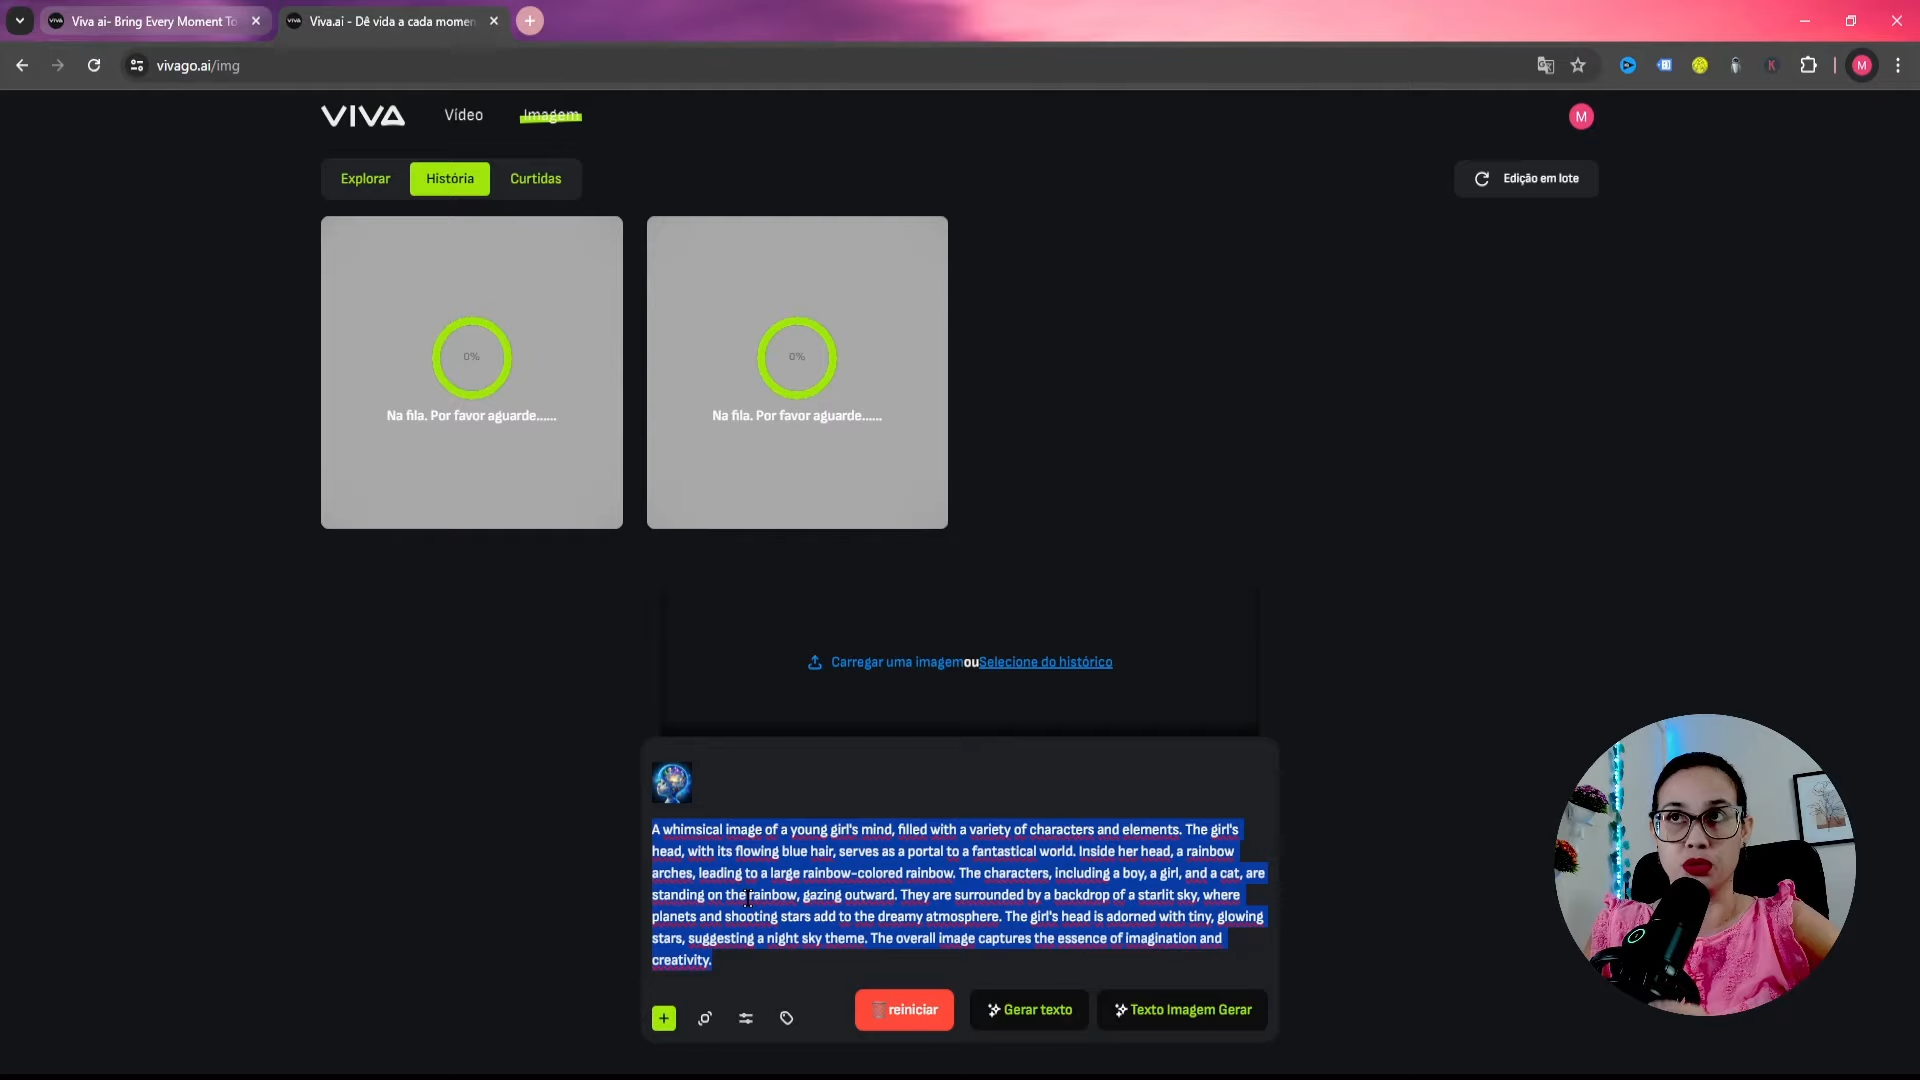 Viva ai- Bring Every Moment To
Viva.ai - Dê vida a cada momen
vivago.ai/img
M
VIVA
Vídeo
Imagem
M
Explorar
História
Curtidas
Edição em lote
0%
Na fila. Por favor aguarde......
0%
Na fila. Por favor aguarde......
Carregar uma imagemouSelecione do histórico
A whimsical image of a young girl's mind, filled with a variety of characters and elements. The girl's
head, with its flowing blue hair, serves as a portal to a fantastical world. Inside her head, a rainbow
arches, leading to a large rainbow-colored rainbow. The characters, including a boy, a girl, and a cat, are
standing on the rainbow, gazing outward. They are surrounded by a backdrop of a starlit sky, where
planets and shooting stars add to the dreamy atmosphere. The girl's head is adorned with tiny, glowing
stars, suggesting a night sky theme. The overall image captures the essence of imagination and
creativity.
reiniciar
Gerar texto
Texto Imagem Gerar